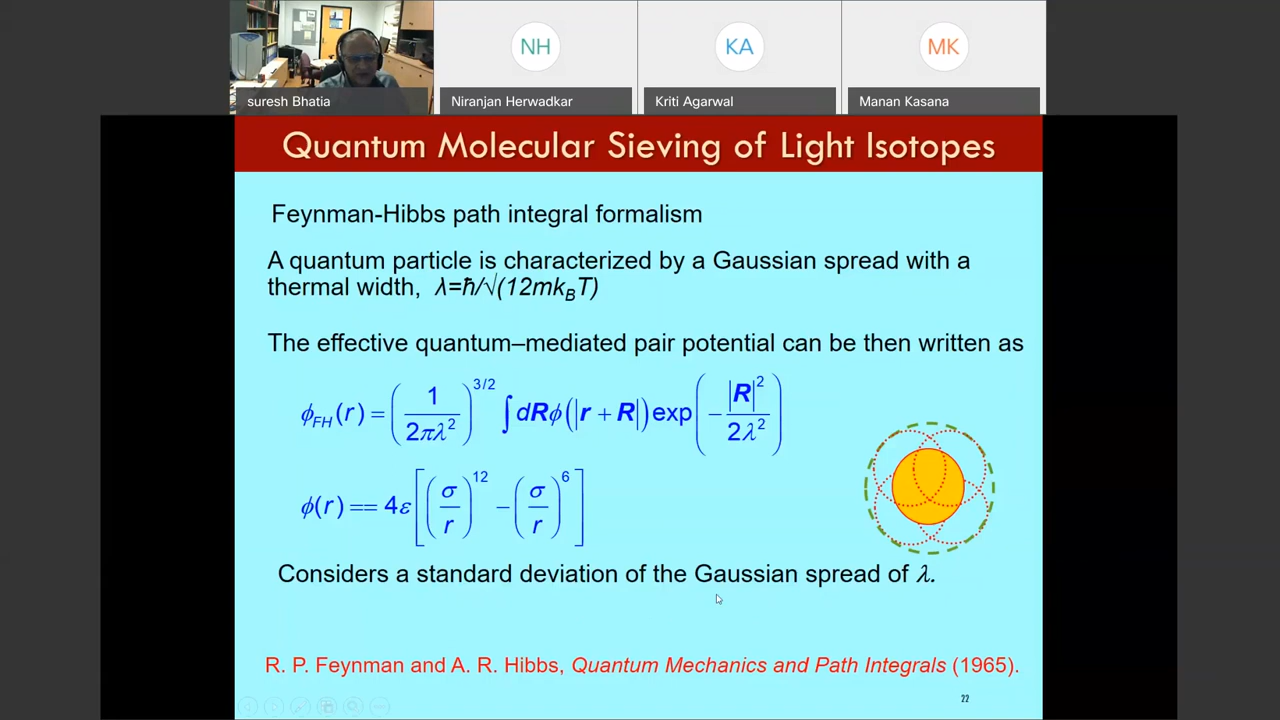 NH
KA
MK
suresh Bhatia
Niranjan Herwadkar
Kriti Agarwal
Manan Kasana
Quantum Molecular Sieving of Light Isotopes
Feynman-Hibbs path integral formalism
A quantum particle is characterized by a Gaussian spread with a
thermal width, λ=ħ/√(12mk_BT)
The effective quantum–mediated pair potential can be then written as
ϕ_FH(r) = (1/2πλ²)^3/2 ∫dRϕ(|r + R|)exp(−|R|²/2λ²)
ϕ(r) == 4ε[(σ/r)^12 − (σ/r)^6]
Considers a standard deviation of the Gaussian spread of λ.
R. P. Feynman and A. R. Hibbs, Quantum Mechanics and Path Integrals (1965).
22